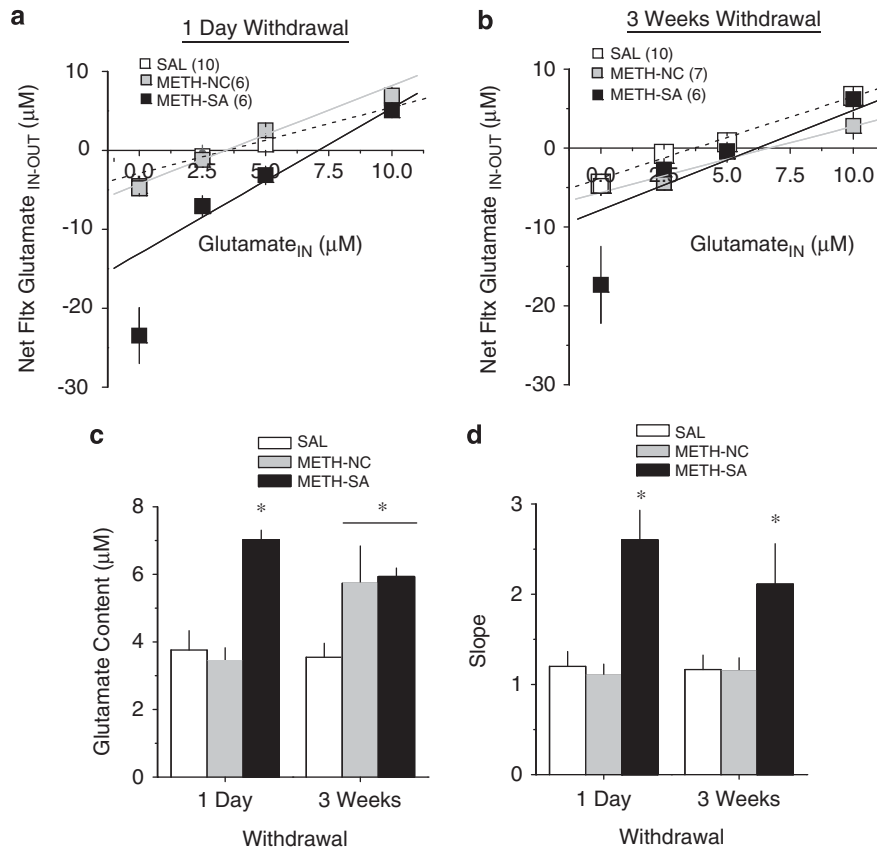 a
1 Day Withdrawal
SAL (10)
METH-NC(6)
METH-SA (6)
10
0
-10
-20
-30
0.0
2.5
5.0
7.5
10.0
Net Fltx Glutamate IN-OUT (μM)
Glutamate IN (μM)
b
3 Weeks Withdrawal
SAL (10)
METH-NC (7)
METH-SA (6)
10
0
-10
-20
-30
0.0
2.5
5.0
7.5
10.0
Net Fltx Glutamate IN-OUT (μM)
Glutamate IN (μM)
c
SAL
METH-NC
METH-SA
8
6
4
2
0
* *
Glutamate Content (μM)
1 Day 3 Weeks
Withdrawal
d
SAL
METH-NC
METH-SA
3
2
1
0
* *
Slope
1 Day 3 Weeks
Withdrawal